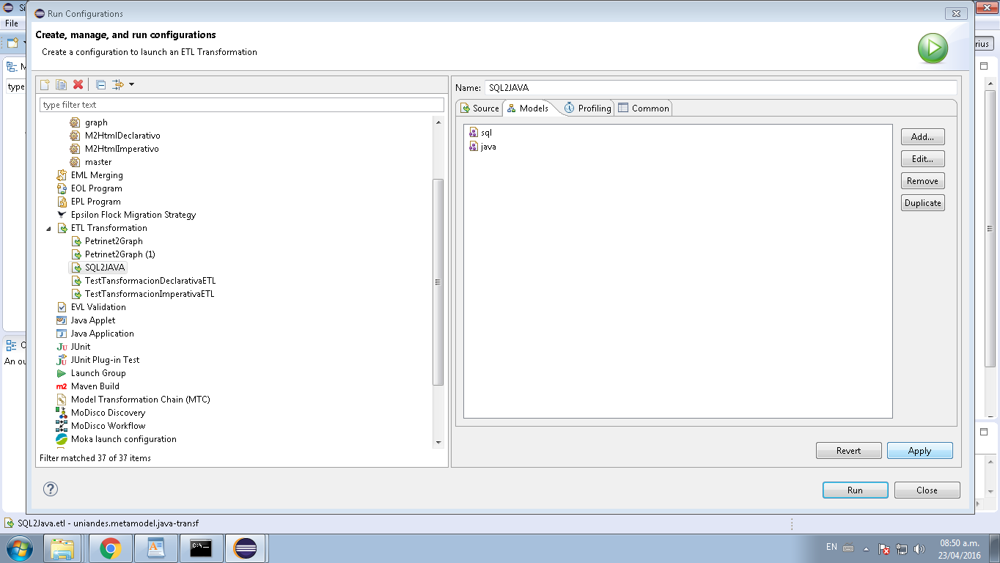 Si
Run Configurations
File
Create, manage, and run configurations
Create a configuration to launch an ETL Transformation
rius
M
type
type filter text
graph
M2HtmlDeclarativo
M2HtmlImperativo
master
EML Merging
EOL Program
EPL Program
Epsilon Flock Migration Strategy
ETL Transformation
Petrinet2Graph
Petrinet2Graph (1)
SQL2JAVA
TestTansformacionDeclarativaETL
TestTansformacionImperativaETL
EVL Validation
Java Applet
Java Application
JUnit
JUnit Plug-in Test
Launch Group
Maven Build
Model Transformation Chain (MTC)
MoDisco Discovery
MoDisco Workflow
Moka launch configuration
Filter matched 37 of 37 items
Name: SQL2JAVA
Source Models Profiling Common
sql
java
Add...
Edit...
Remove
Duplicate
Revert Apply
Run Close
An ou
SQL2Java.etl - uniandes.metamodel.java-transf
EN
08:50 a.m.
23/04/2016